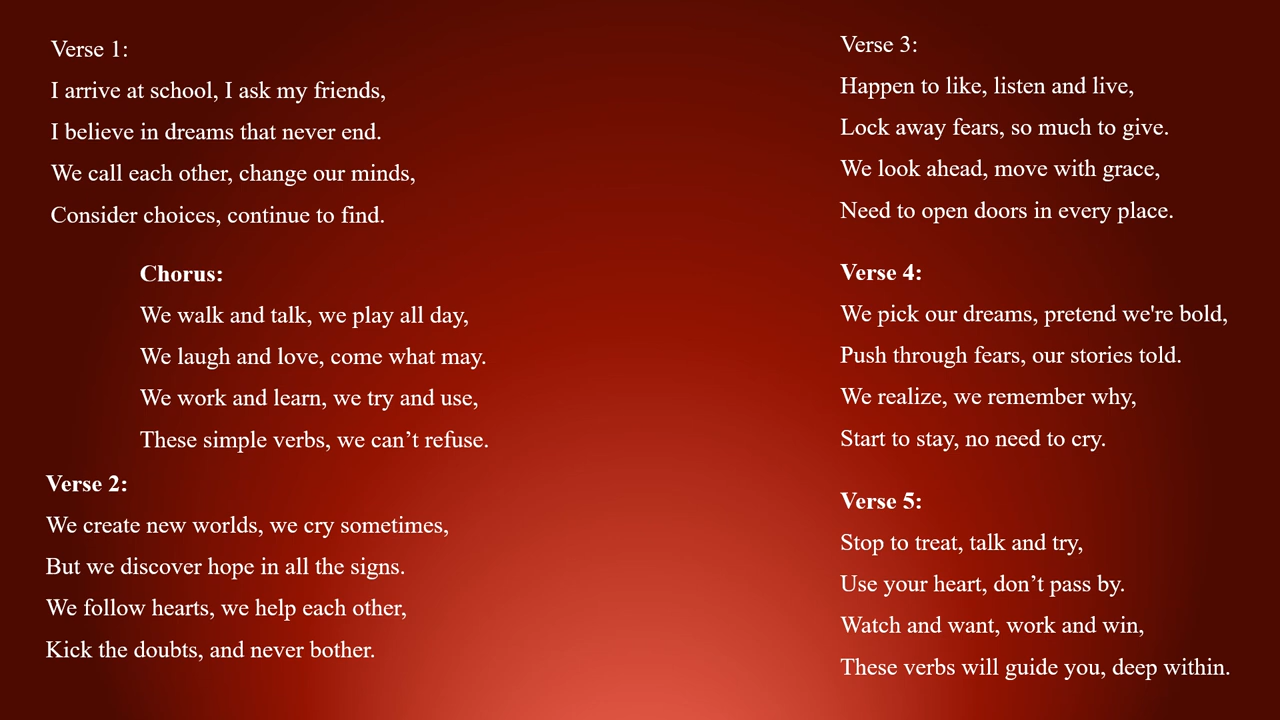 Verse 1:
I arrive at school, I ask my friends,
I believe in dreams that never end.
We call each other, change our minds,
Consider choices, continue to find.
Chorus:
We walk and talk, we play all day,
We laugh and love, come what may.
We work and learn, we try and use,
These simple verbs, we can’t refuse.
Verse 2:
We create new worlds, we cry sometimes,
But we discover hope in all the signs.
We follow hearts, we help each other,
Kick the doubts, and never bother.
Verse 3:
Happen to like, listen and live,
Lock away fears, so much to give.
We look ahead, move with grace,
Need to open doors in every place.
Verse 4:
We pick our dreams, pretend we're bold,
Push through fears, our stories told.
We realize, we remember why,
Start to stay, no need to cry.
Verse 5:
Stop to treat, talk and try,
Use your heart, don’t pass by.
Watch and want, work and win,
These verbs will guide you, deep within.